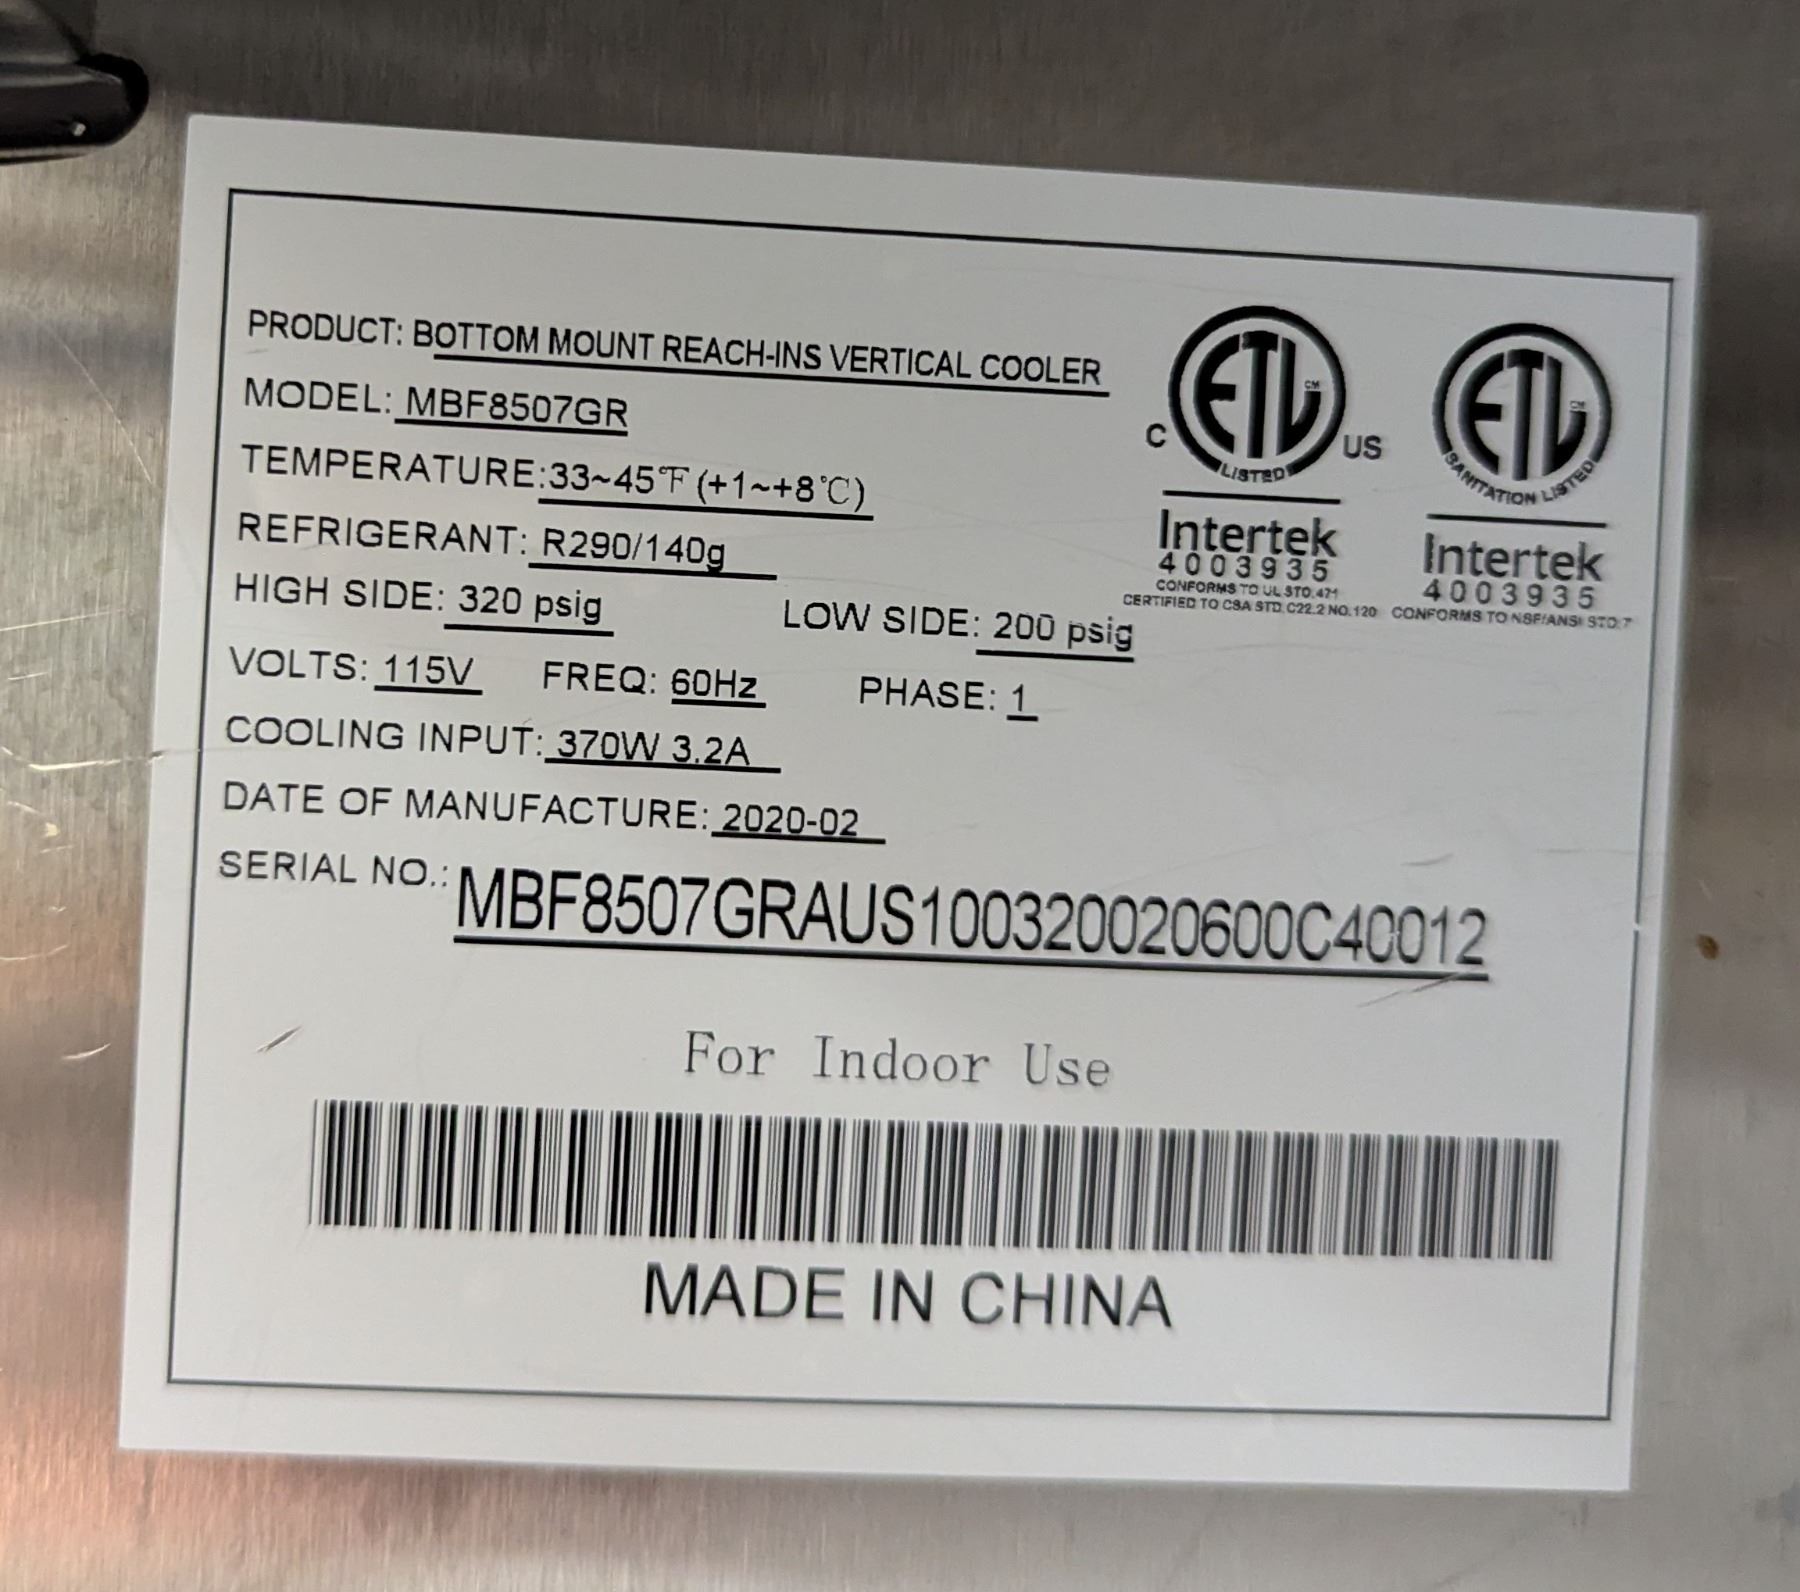 PRODUCT: BOTTOM MOUNT REACH-INS VERTICAL COOLER
MODEL: MBF8507GR
TEMPERATURE:33~45℉(+1~+8℃)
REFRIGERANT: R290/140g
HIGH SIDE: 320 psig LOW SIDE: 200 psig
VOLTS: 115V FREQ: 60Hz PHASE: 1
COOLING INPUT: 370W 3.2A
DATE OF MANUFACTURE: 2020-02
SERIAL NO.: MBF8507GRAUS100320020600C40012
For Indoor Use
MADE IN CHINA
C ETL CM US
LISTED
Intertek
4003935
CONFORMS TO UL STD.471
CERTIFIED TO CSA STD. C22.2 NO.120
ETL CM
SANITATION LISTED
Intertek
4003935
CONFORMS TO NSF/ANSI STD.7